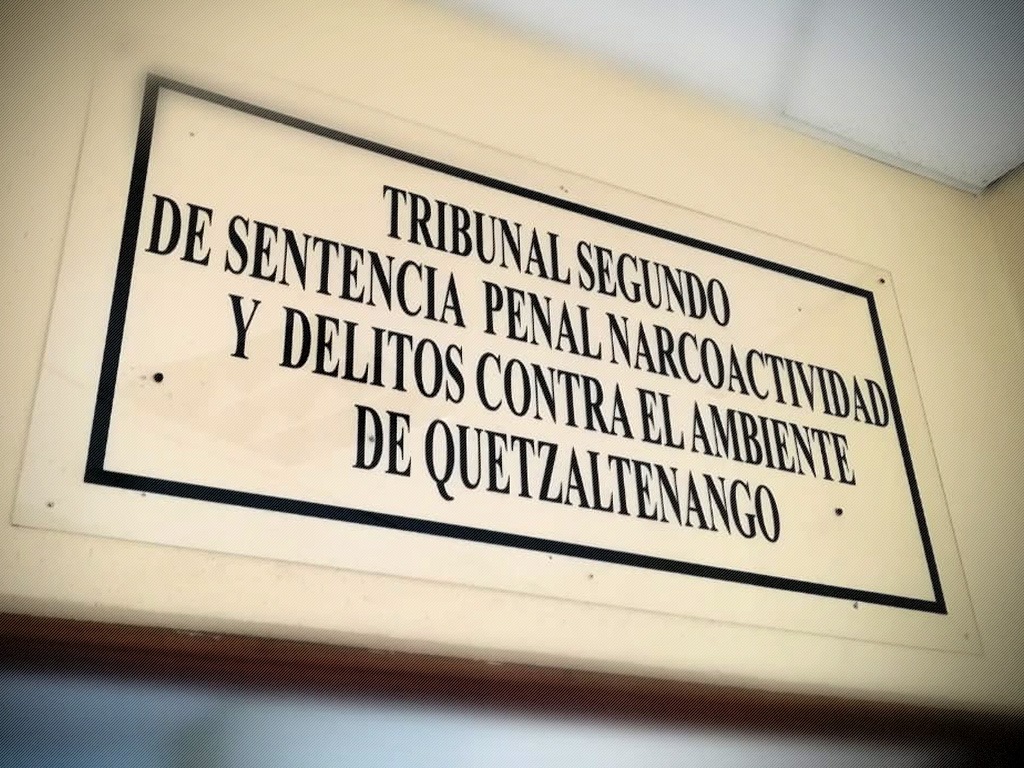 TRIBUNAL SEGUNDO
DE SENTENCIA PENAL NARCOACTIVIDAD
Y DELITOS CONTRA EL AMBIENTE
DE QUETZALTENANGO